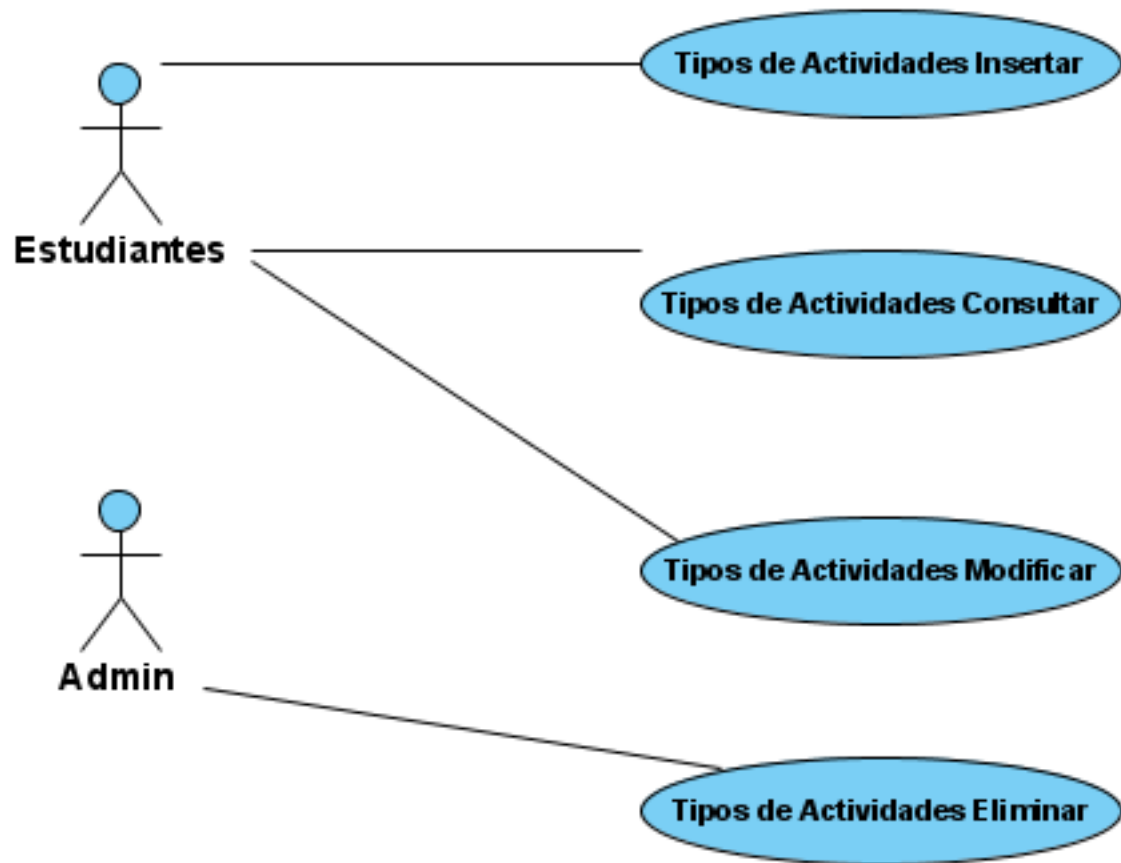 Tipos de Actividades Insertar
Estudiantes
Tipos de Actividades Consultar
Tipos de Actividades Modificar
Admin
Tipos de Actividades Eliminar